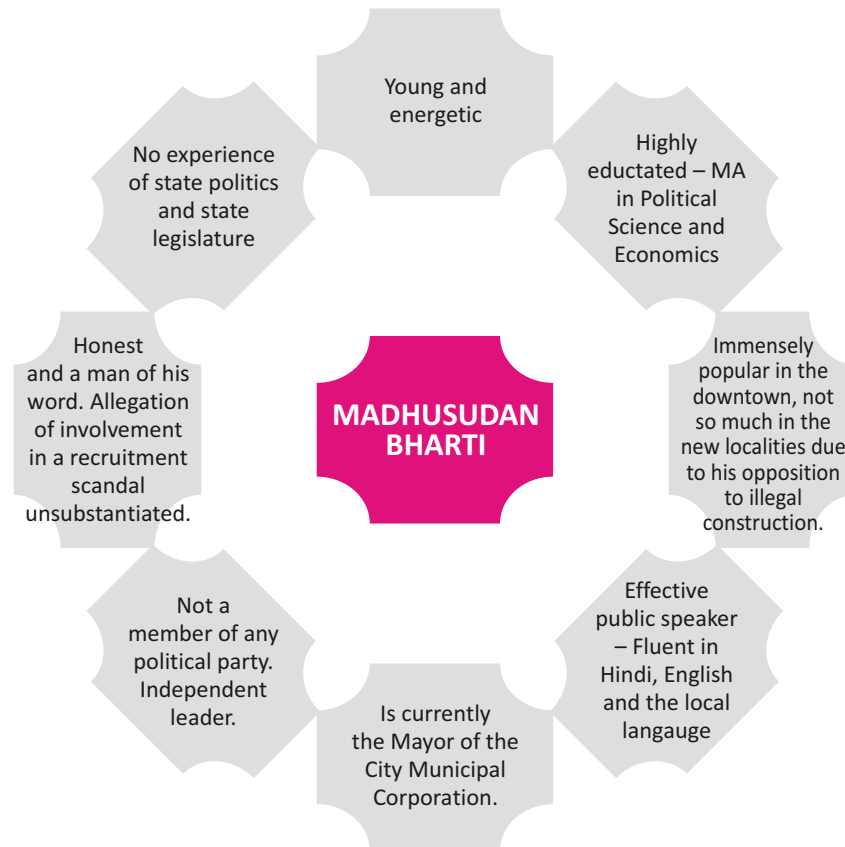 Young and
energetic
Highly
eductated – MA
in Political
Science and
Economics
Immensely
popular in the
downtown, not
so much in the
new localities due
to his opposition
to illegal
construction.
Effective
public speaker
– Fluent in
Hindi, English
and the local
langauge
Is currently
the Mayor of the
City Municipal
Corporation.
Not a
member of any
political party.
Independent
leader.
Honest
and a man of his
word. Allegation
of involvement
in a recruitment
scandal
unsubstantiated.
No experience
of state politics
and state
legislature
MADHUSUDAN
BHARTI